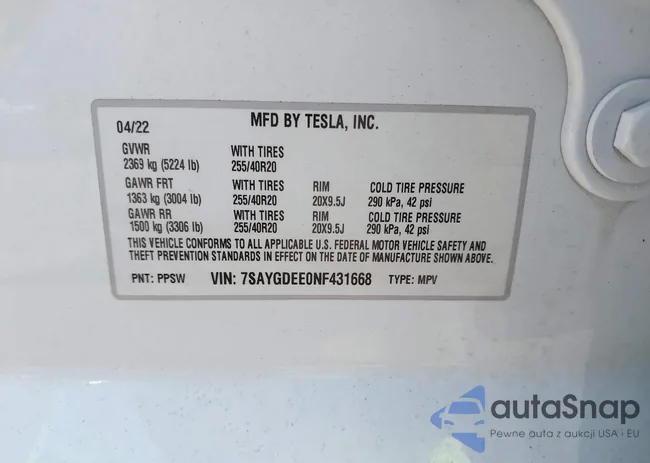 04/22 MFD BY TESLA, INC.
GVWR WITH TIRES
2369 kg (5224 lb) 255/40R20
GAWR FRT WITH TIRES RIM COLD TIRE PRESSURE
1363 kg (3004 lb) 255/40R20 20X9.5J 290 kPa, 42 psi
GAWR RR WITH TIRES RIM COLD TIRE PRESSURE
1500 kg (3306 lb) 255/40R20 20X9.5J 290 kPa, 42 psi
THIS VEHICLE CONFORMS TO ALL APPLICABLE U.S. FEDERAL MOTOR VEHICLE SAFETY AND
THEFT PREVENTION STANDARDS IN EFFECT ON THE DATE OF MANUFACTURE SHOWN ABOVE.
PNT: PPSW VIN: 7SAYGDEE0NF431668 TYPE: MPV
autoSnap
Pewne auta z aukcji USA i EU